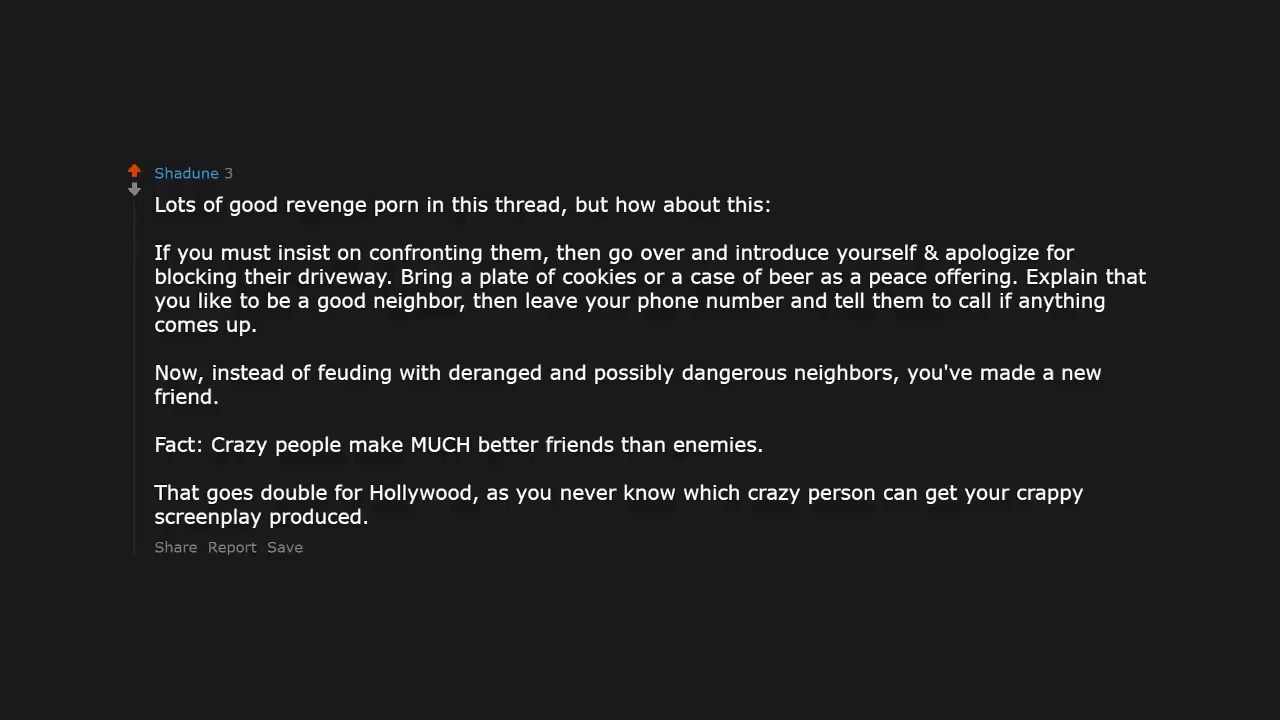 Shadune 3
Lots of good revenge porn in this thread, but how about this:
If you must insist on confronting them, then go over and introduce yourself & apologize for
blocking their driveway. Bring a plate of cookies or a case of beer as a peace offering. Explain that
you like to be a good neighbor, then leave your phone number and tell them to call if anything
comes up.
Now, instead of feuding with deranged and possibly dangerous neighbors, you've made a new
friend.
Fact: Crazy people make MUCH better friends than enemies.
That goes double for Hollywood, as you never know which crazy person can get your crappy
screenplay produced.
Share Report Save